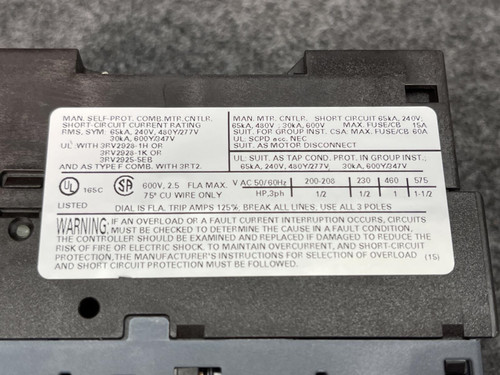 MAN. SELF-PROT. COMB. MTR. CNTLR.
SHORT-CIRCUIT CURRENT RATING
RMS, SYM: 65kA, 240V, 480Y/277V
30kA, 600Y/347V
UL: WITH 3RV2928-1H OR
3RV2928-1K OR
3RV2925-5EB
AND AS TYPE F COMB. WITH 3RT2.
MAN. MTR. CNTLR. SHORT CIRCUIT 65kA, 240V,
65kA, 480V : 30kA, 600V MAX. FUSE/CB 15A
SUIT. FOR GROUP INST. CSA: MAX. FUSE/CB 60A
UL: SCPD acc. NEC
SUIT. AS MOTOR DISCONNECT
UL: SUIT. AS TAP COND. PROT. IN GROUP INST.:
65kA, 240V, 480Y/277V, 30kA, 600Y/347V
UL 165C
LISTED
SA 600V, 2.5 FLA MAX.
75° CU WIRE ONLY
V AC 50/60Hz 200-208 230 460 575
HP, 3ph 1/2 1/2 1 1-1/2
DIAL IS FLA, TRIP AMPS 125%, BREAK ALL LINES, USE ALL 3 POLES
WARNING: IF AN OVERLOAD OR A FAULT CURRENT INTERRUPTION OCCURS, CIRCUITS
MUST BE CHECKED TO DETERMINE THE CAUSE IN A FAULT CONDITION,
THE CONTROLLER SHOULD BE EXAMINED AND REPLACED IF DAMAGED TO REDUCE THE
RISK OF FIRE OR ELECTRIC SHOCK. TO MAINTAIN OVERCURRENT, AND SHORT-CIRCUIT
PROTECTION, THE MANUFACTURER'S INSTRUCTIONS FOR SELECTION OF OVERLOAD
AND SHORT CIRCUIT PROTECTION MUST BE FOLLOWED. (15)